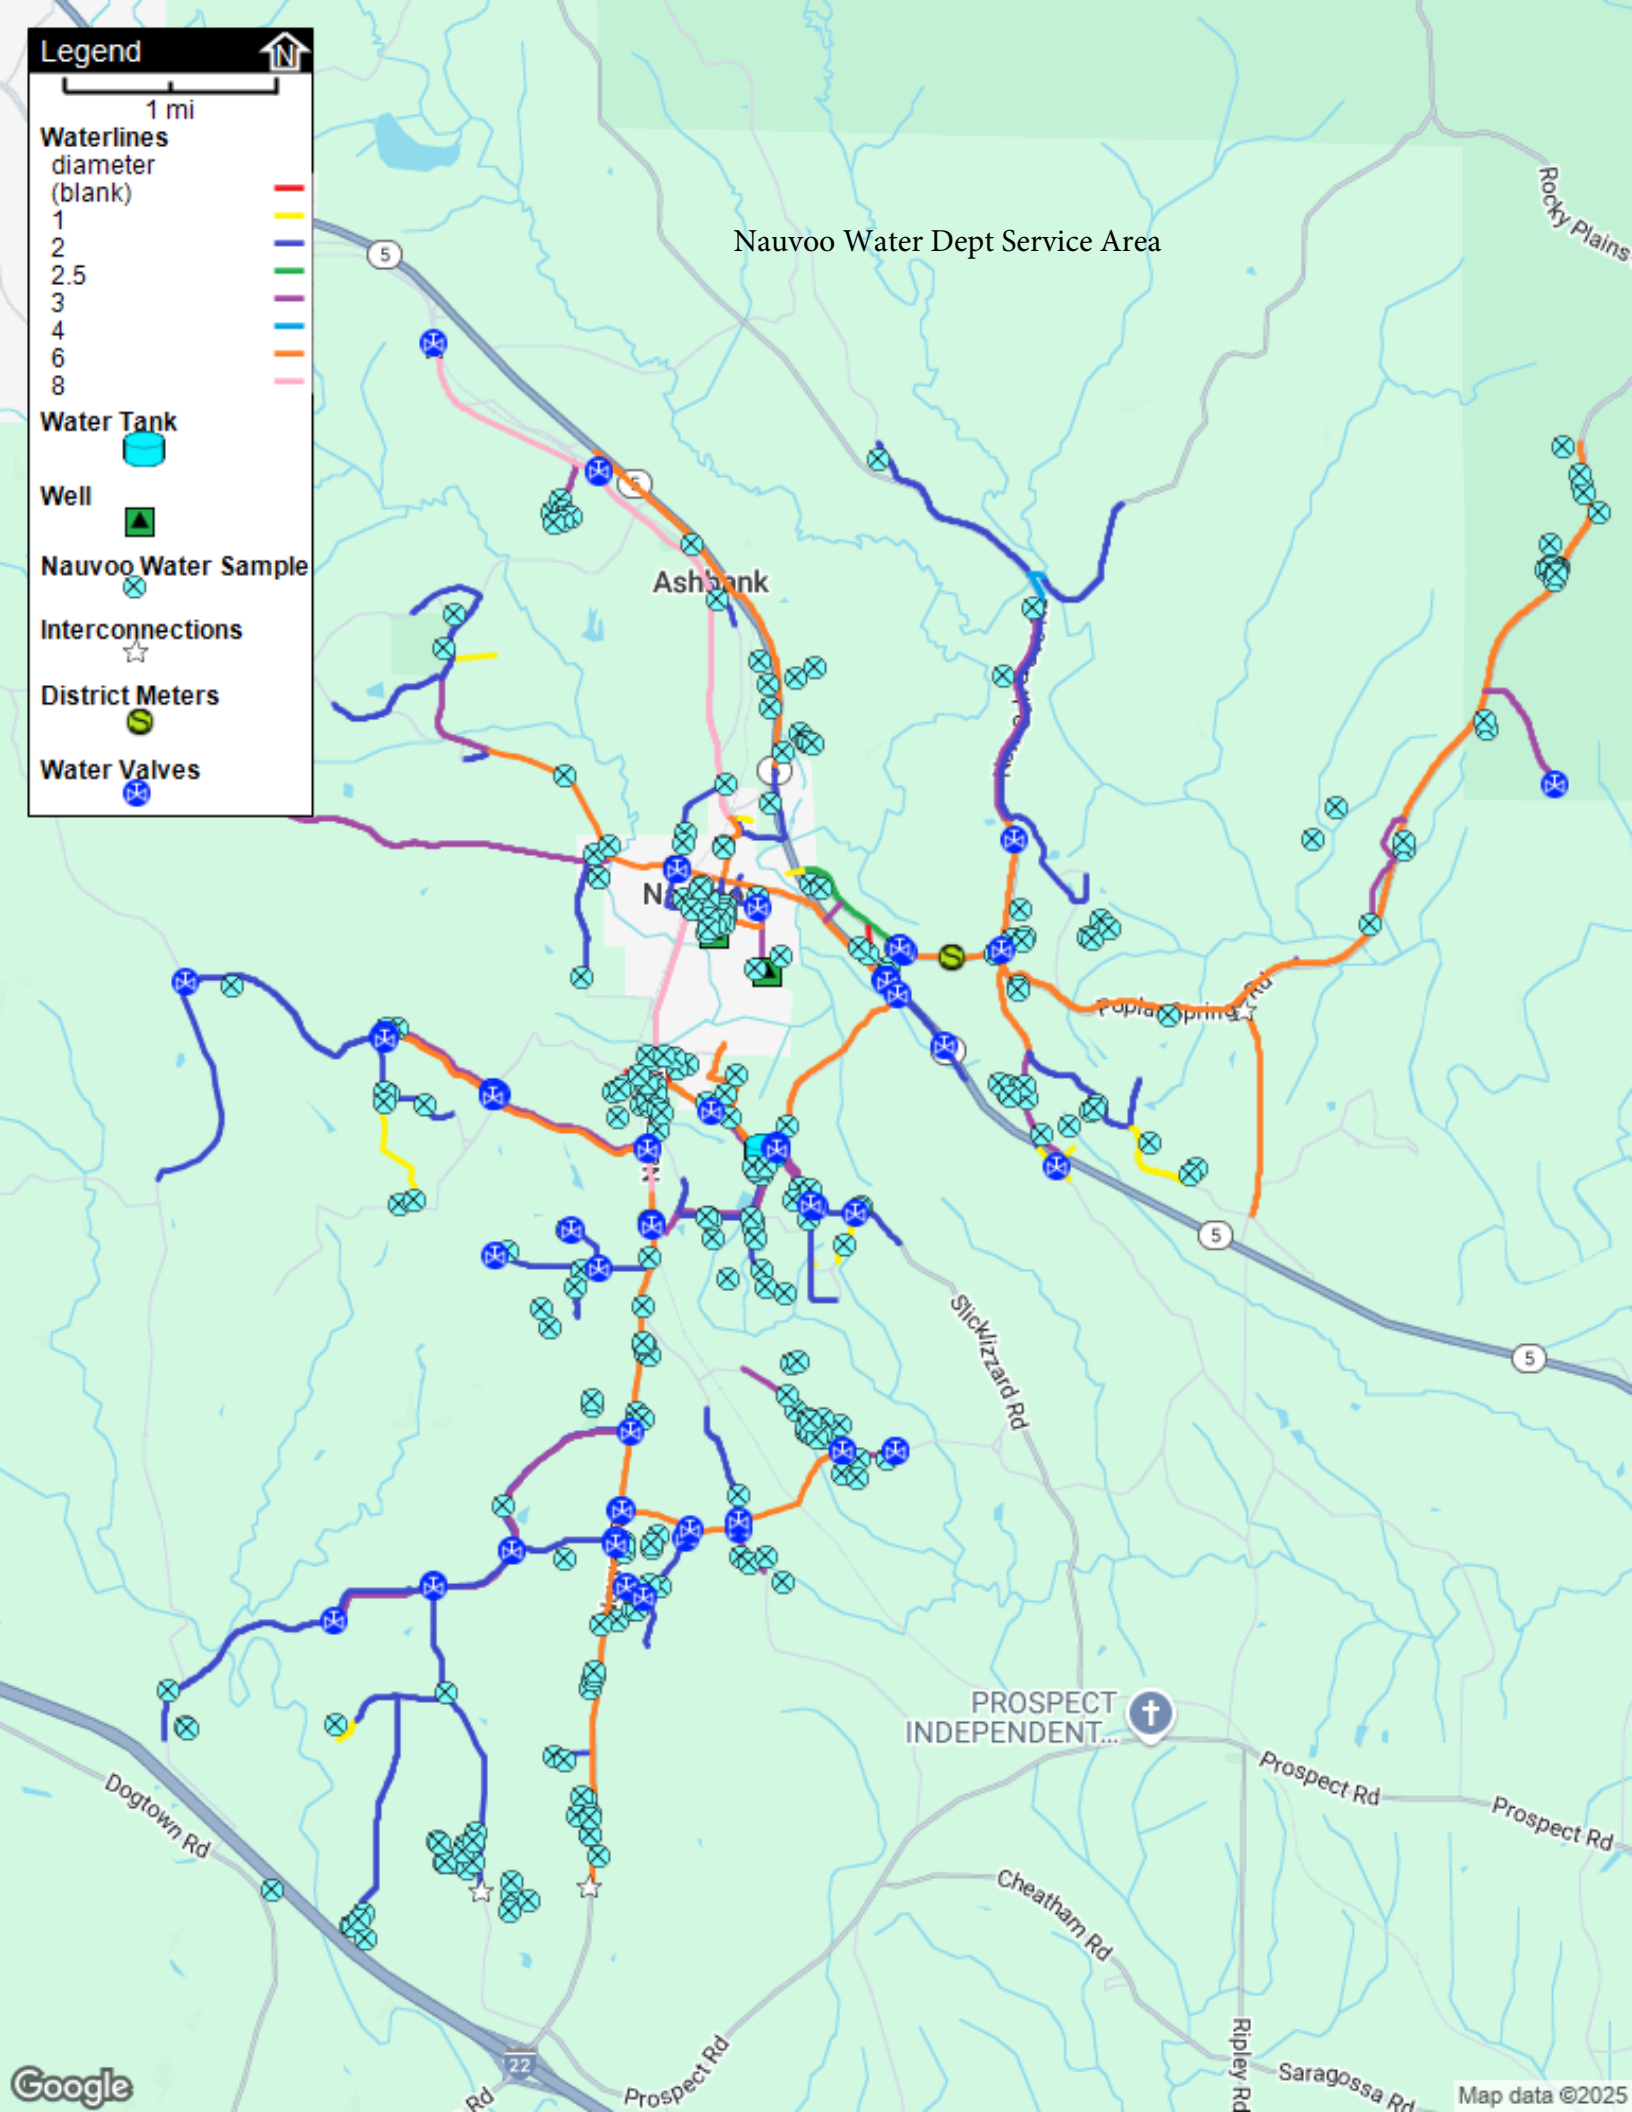 Legend
N
1 mi
Waterlines
diameter
(blank)
1
2
2.5
3
4
6
8
Water Tank
Well
Nauvoo Water Sample
Interconnections
District Meters
S
Water Valves
5
Nauvoo Water Dept Service Area
Rocky Plains
5
Ashbank
S
Rd
5
5
Slicklizzard Rd
PROSPECT
INDEPENDENT...
Prospect Rd
Prospect Rd
Dogtown Rd
Cheatham Rd
22
Prospect Rd
Rd
Ripley Rd
Saragossa Rd
Google
Map data ©2025